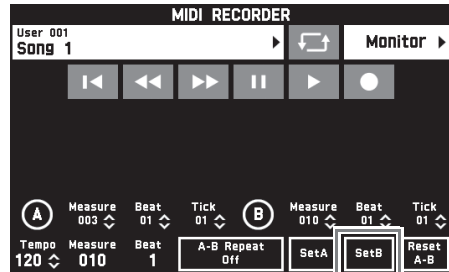 MIDI RECORDER
User 001
Song 1
Monitor
A Measure Beat Tick B Measure Beat Tick
003 01 01 010 01 01
Tempo Measure Beat A-B Repeat SetA SetB Reset
120 010 1 Off A-B